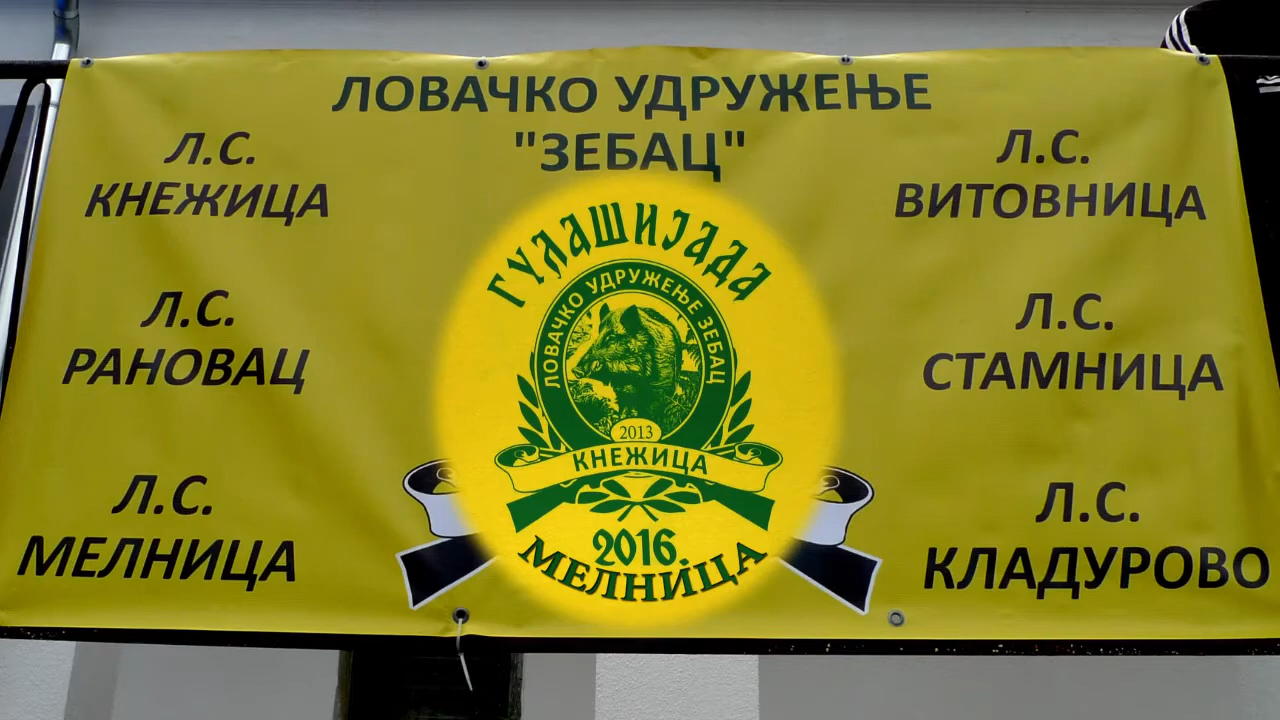 ЛОВАЧКО УДРУЖЕЊЕ
"ЗЕБАЦ"
Л.С.
КНЕЖИЦА
Л.С.
РАНОВАЦ
Л.С.
МЕЛНИЦА
ГУЛАШИЈАДА
ЛОВАЧКО УДРУЖЕЊЕ ЗЕБАЦ
2013
КНЕЖИЦА
2016
МЕЛНИЦА
Л.С.
ВИТОВНИЦА
Л.С.
СТАМНИЦА
Л.С.
КЛАДУРОВО